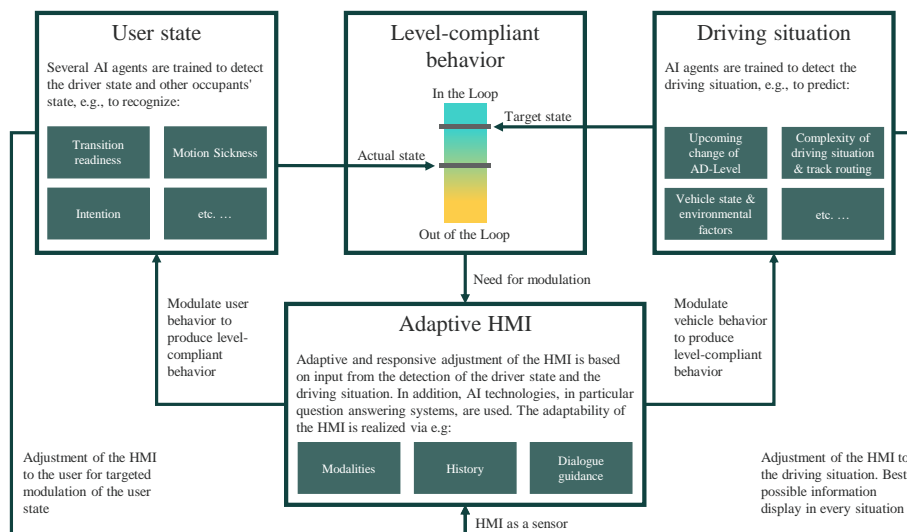 User state
Several AI agents are trained to detect
the driver state and other occupants'
state, e.g., to recognize:
Transition
readiness
Motion Sickness
Intention
etc. …
Level-compliant
behavior
In the Loop
Target state
Actual state
Out of the Loop
Driving situation
AI agents are trained to detect the
driving situation, e.g., to predict:
Upcoming
change of
AD-Level
Complexity of
driving situation
& track routing
Vehicle state &
environmental
factors
etc. …
Need for modulation
Modulate user
behavior to
produce level-
compliant
behavior
Adaptive HMI
Adaptive and responsive adjustment of the HMI is based
on input from the detection of the driver state and the
driving situation. In addition, AI technologies, in particular
question answering systems, are used. The adaptability of
the HMI is realized via e.g:
Modalities
History
Dialogue
guidance
Modulate
vehicle behavior
to produce
level-compliant
behavior
Adjustment of the HMI
to the user for targeted
modulation of the user
state
HMI as a sensor
Adjustment of the HMI to
the driving situation. Best
possible information
display in every situation